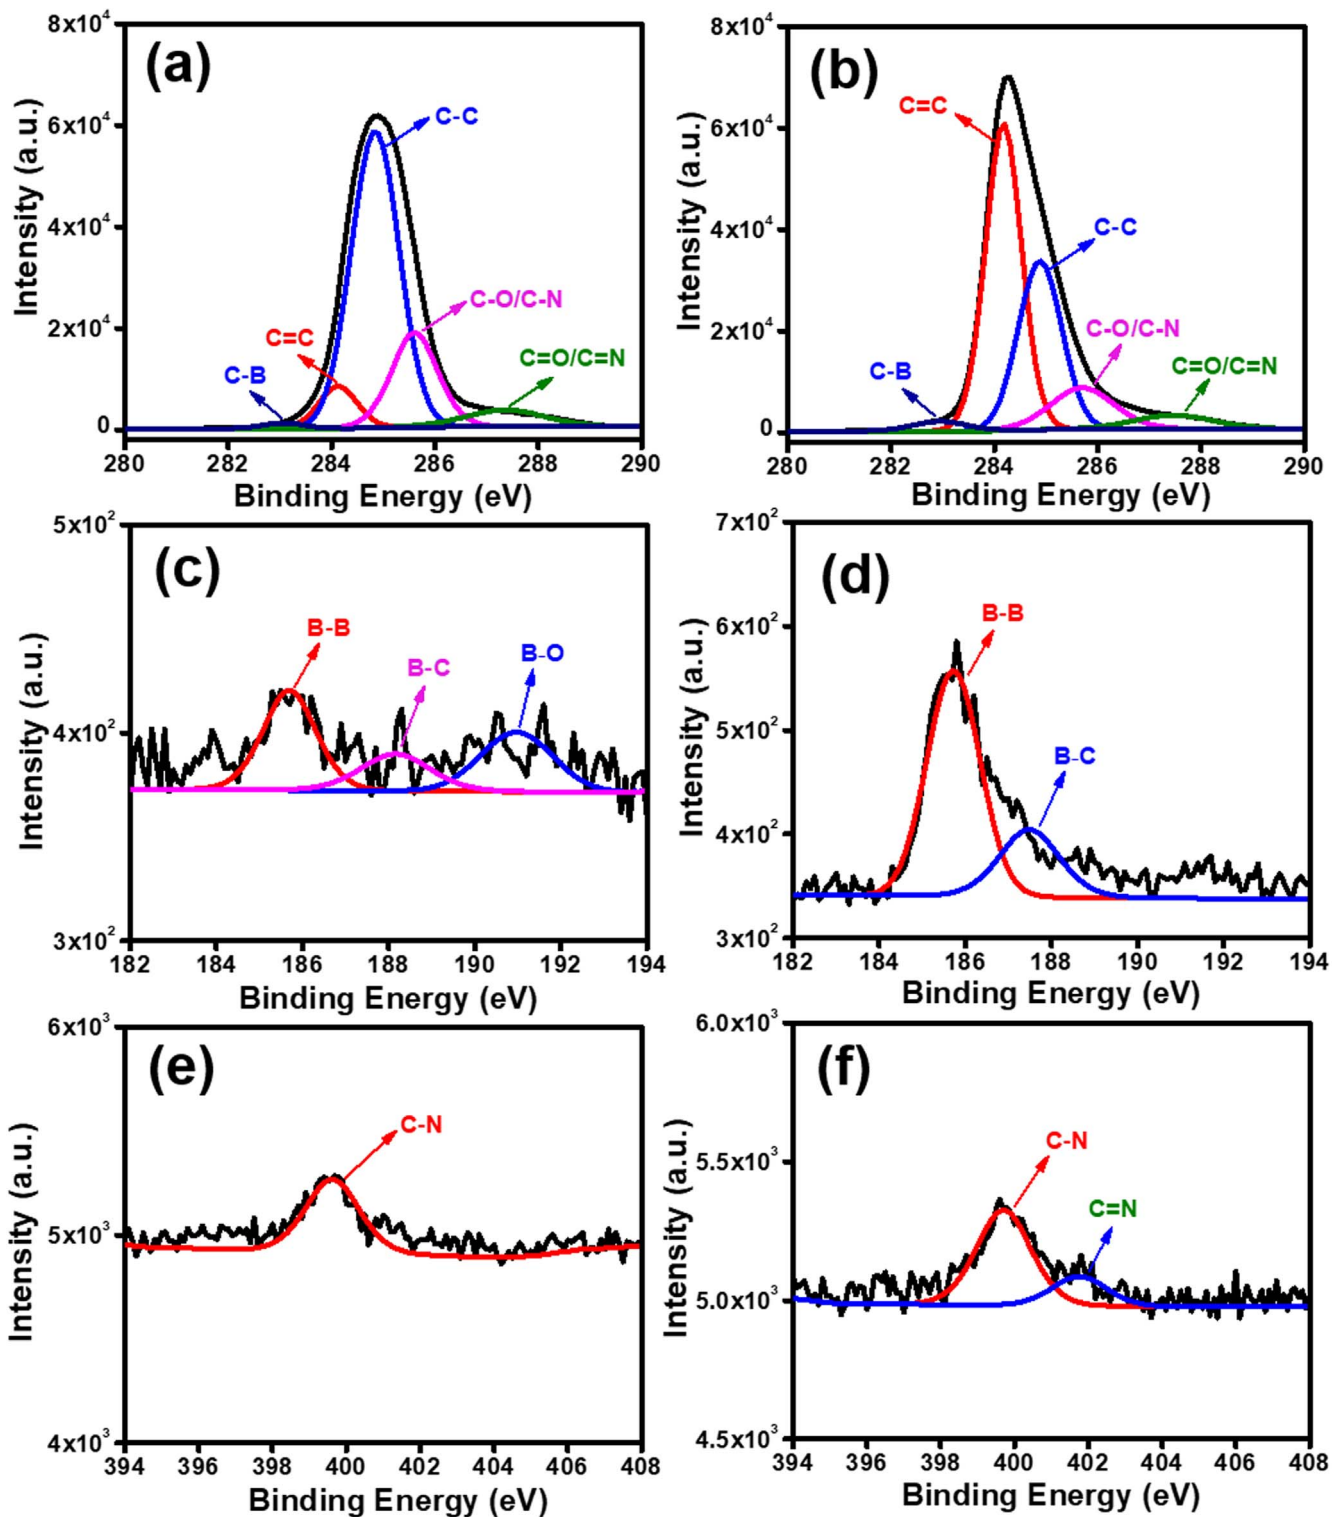 (a)
8x10⁴
6x10⁴
4x10⁴
2x10⁴
0
Intensity (a.u.)
C-C
C-O/C-N
C=C
C=O/C=N
C-B
280 282 284 286 288 290
Binding Energy (eV)
(b)
8x10⁴
6x10⁴
4x10⁴
2x10⁴
0
Intensity (a.u.)
C=C
C-C
C-O/C-N
C=O/C=N
C-B
280 282 284 286 288 290
Binding Energy (eV)
(c)
5x10²
4x10²
3x10²
Intensity (a.u.)
B-B
B-C
B-O
182 184 186 188 190 192 194
Binding Energy (eV)
(d)
7x10²
6x10²
5x10²
4x10²
3x10²
Intensity (a.u.)
B-B
B-C
182 184 186 188 190 192 194
Binding Energy (eV)
(e)
6x10³
5x10³
4x10³
Intensity (a.u.)
C-N
394 396 398 400 402 404 406 408
Binding Energy (eV)
(f)
6.0x10³
5.5x10³
5.0x10³
4.5x10³
Intensity (a.u.)
C-N
C=N
394 396 398 400 402 404 406 408
Binding Energy (eV)